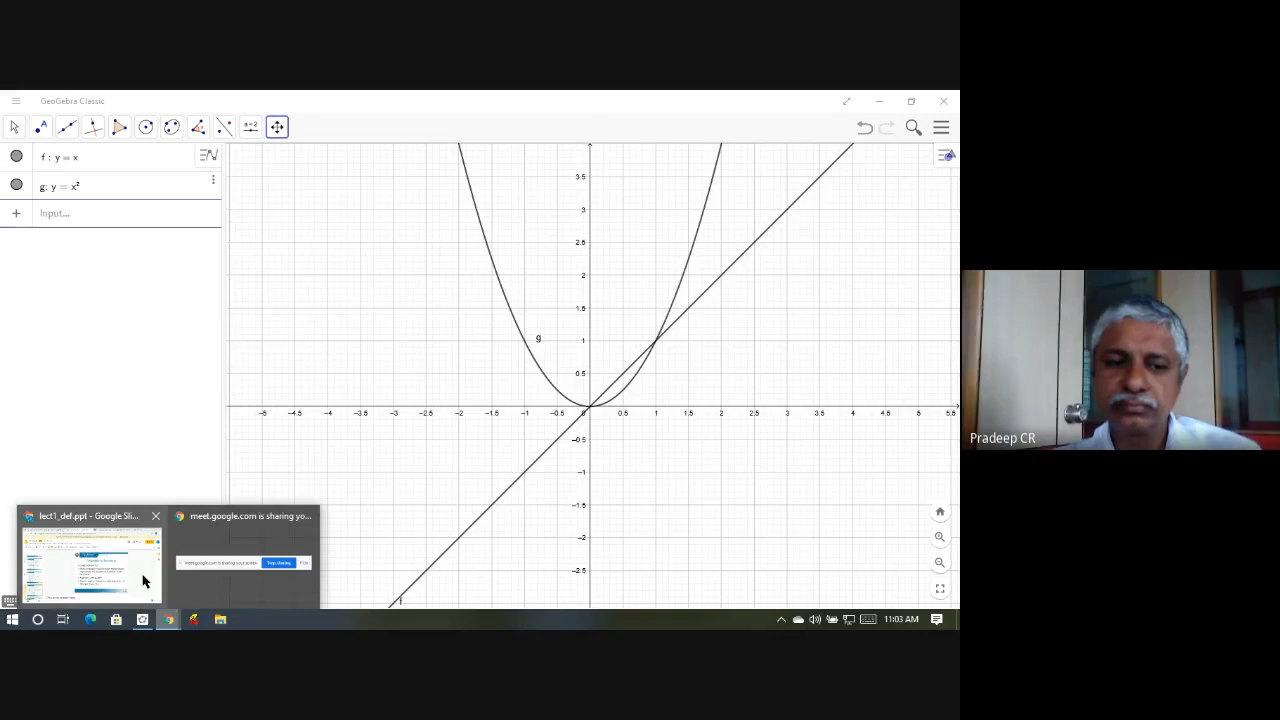 GeoGebra Classic
a=2
f : y = x
g: y = x²
Input...
3.5
3
2.5
2
1.5
g
1
0.5
-5 -4.5 -4 -3.5 -3 -2.5 -2 -1.5 -1 -0.5 0 0.5 1 1.5 2 2.5 3 3.5 4 4.5 5 5.5
-0.5
-1
-1.5
-2
-2.5
f
Pradeep CR
lect1_def.ppt - Google Sli...
meet.google.com is sharing yo...
Stop sharing
Hide
11:03 AM